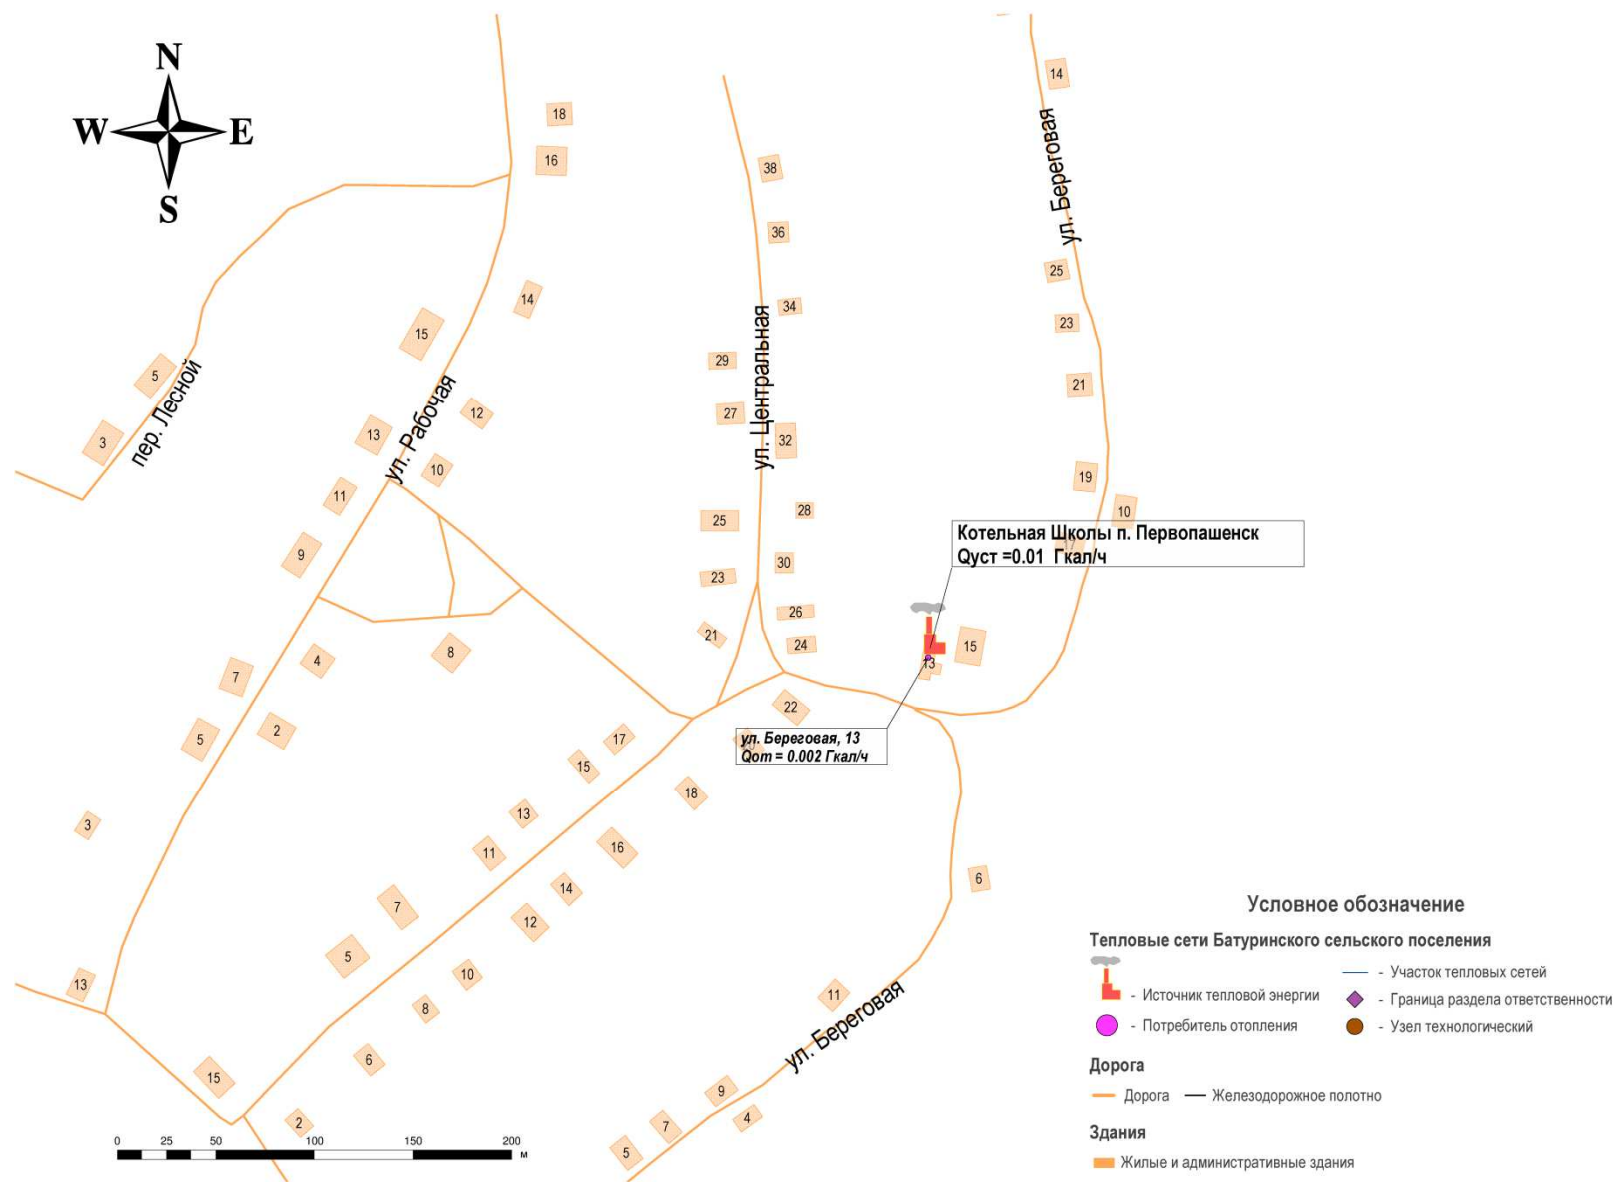 N
W
E
S
18
16
14
15
12
13
10
11
9
5
3
пер. Лесной
ул. Рабочая
38
36
34
29
27
32
25
28
30
23
26
21
24
ул. Центральная
14
ул. Береговая
25
23
21
19
10
17
Котельная Школы п. Первопашенск
Qуст =0.01 Гкал/ч
15
13
22
ул. Береговая, 13
Qот = 0.002 Гкал/ч
7
4
8
5
2
3
17
15
18
13
11
16
14
7
12
5
10
8
6
13
15
2
6
11
ул. Береговая
9
4
7
5
0
25
50
100
150
200
м
Условное обозначение
Тепловые сети Батуринского сельского поселения
- Источник тепловой энергии
- Потребитель отопления
- Участок тепловых сетей
- Граница раздела ответственности
- Узел технологический
Дорога
Дорога
Железодорожное полотно
Здания
Жилые и административные здания